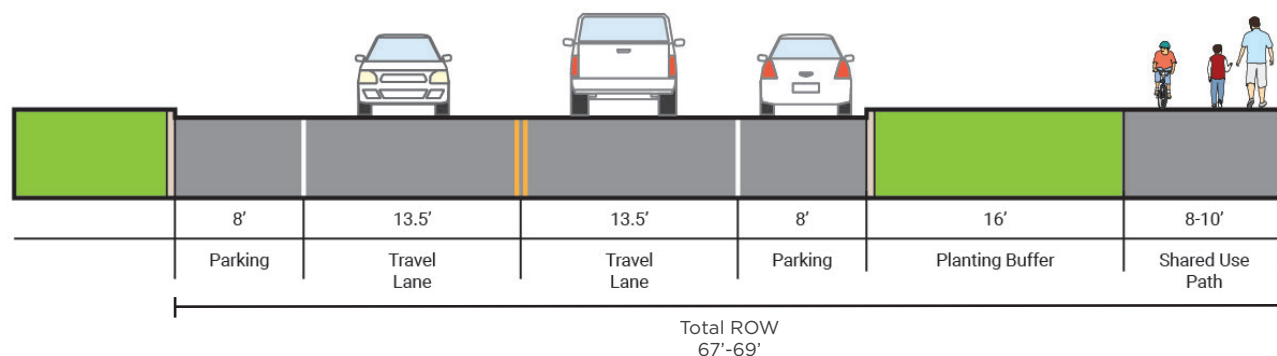 8’ 13.5’ 13.5’ 8’ 16’ 8-10’
Parking Travel Travel Parking Planting Buffer Shared Use
Lane Lane Path
Total ROW
67’-69’